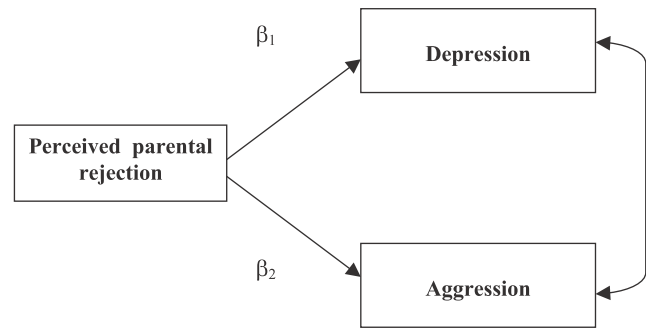 β1
Depression
Perceived parental
rejection
β2
Aggression